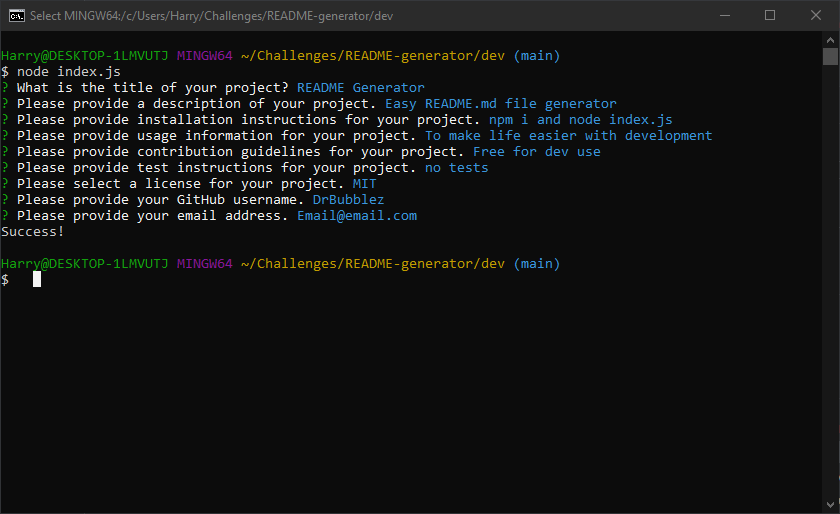 Select MINGW64:/c/Users/Harry/Challenges/README-generator/dev
Harry@DESKTOP-1LMVUTJ MINGW64 ~/Challenges/README-generator/dev (main)
$ node index.js
? What is the title of your project? README Generator
? Please provide a description of your project. Easy README.md file generator
? Please provide installation instructions for your project. npm i and node index.js
? Please provide usage information for your project. To make life easier with development
? Please provide contribution guidelines for your project. Free for dev use
? Please provide test instructions for your project. no tests
? Please select a license for your project. MIT
? Please provide your GitHub username. DrBubblez
? Please provide your email address. Email@email.com
Success!
Harry@DESKTOP-1LMVUTJ MINGW64 ~/Challenges/README-generator/dev (main)
$